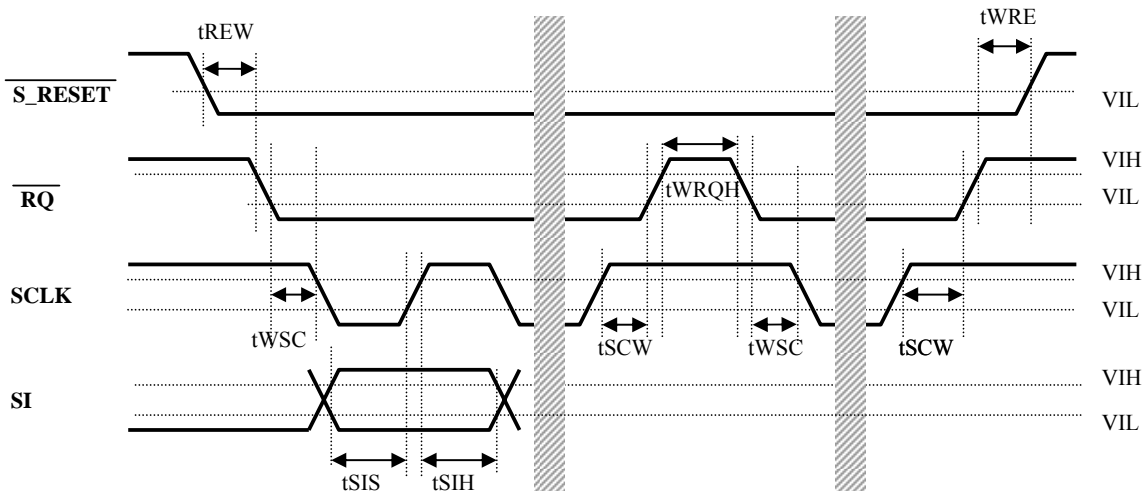 tREW
tWRE
S_RESET
VIL
VIH
RQ
tWRQH
VIL
VIH
SCLK
VIL
tWSC
tSCW
tWSC
tSCW
VIH
SI
VIL
tSIS
tSIH